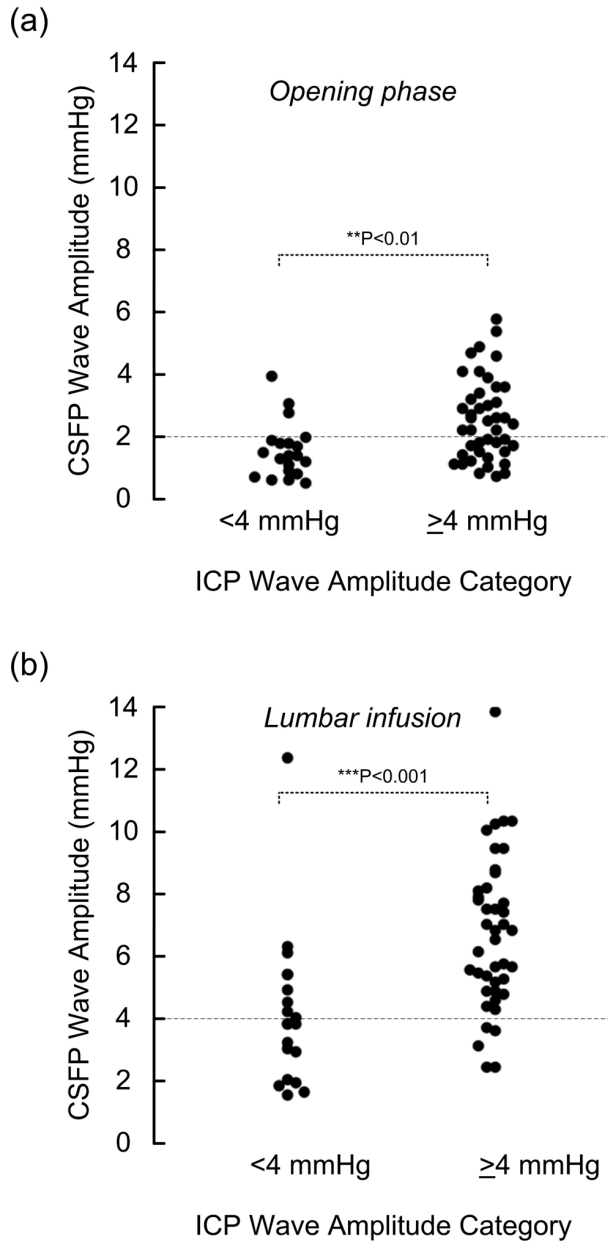 (a)
14
12
10
8
6
4
2
0
CSFP Wave Amplitude (mmHg)
Opening phase
**P<0.01
<4 mmHg
≥4 mmHg
ICP Wave Amplitude Category
(b)
14
12
10
8
6
4
2
0
CSFP Wave Amplitude (mmHg)
Lumbar infusion
***P<0.001
<4 mmHg
≥4 mmHg
ICP Wave Amplitude Category